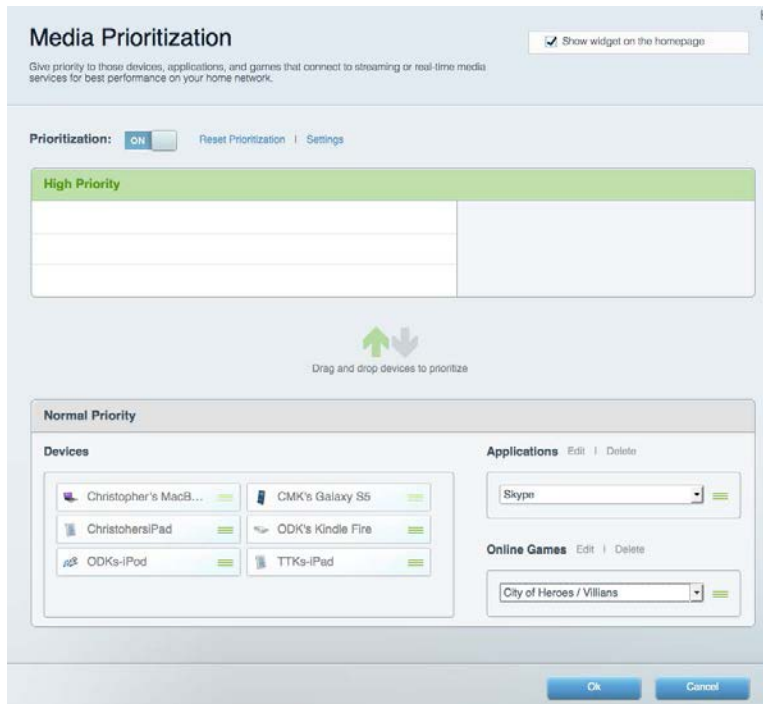 Media Prioritization
Show widget on the homepage
Give priority to those devices, applications, and games that connect to streaming or real-time media
services for best performance on your home network.
Prioritization: ON Reset Prioritization | Settings
High Priority
Drag and drop devices to prioritize
Normal Priority
Devices
Christopher's MacB... CMK's Galaxy S5
ChristohersiPad ODK's Kindle Fire
ODKs-iPod TTKs-iPad
Applications Edit | Delete
Skype
Online Games Edit | Delete
City of Heroes / Villians
Ok Cancel